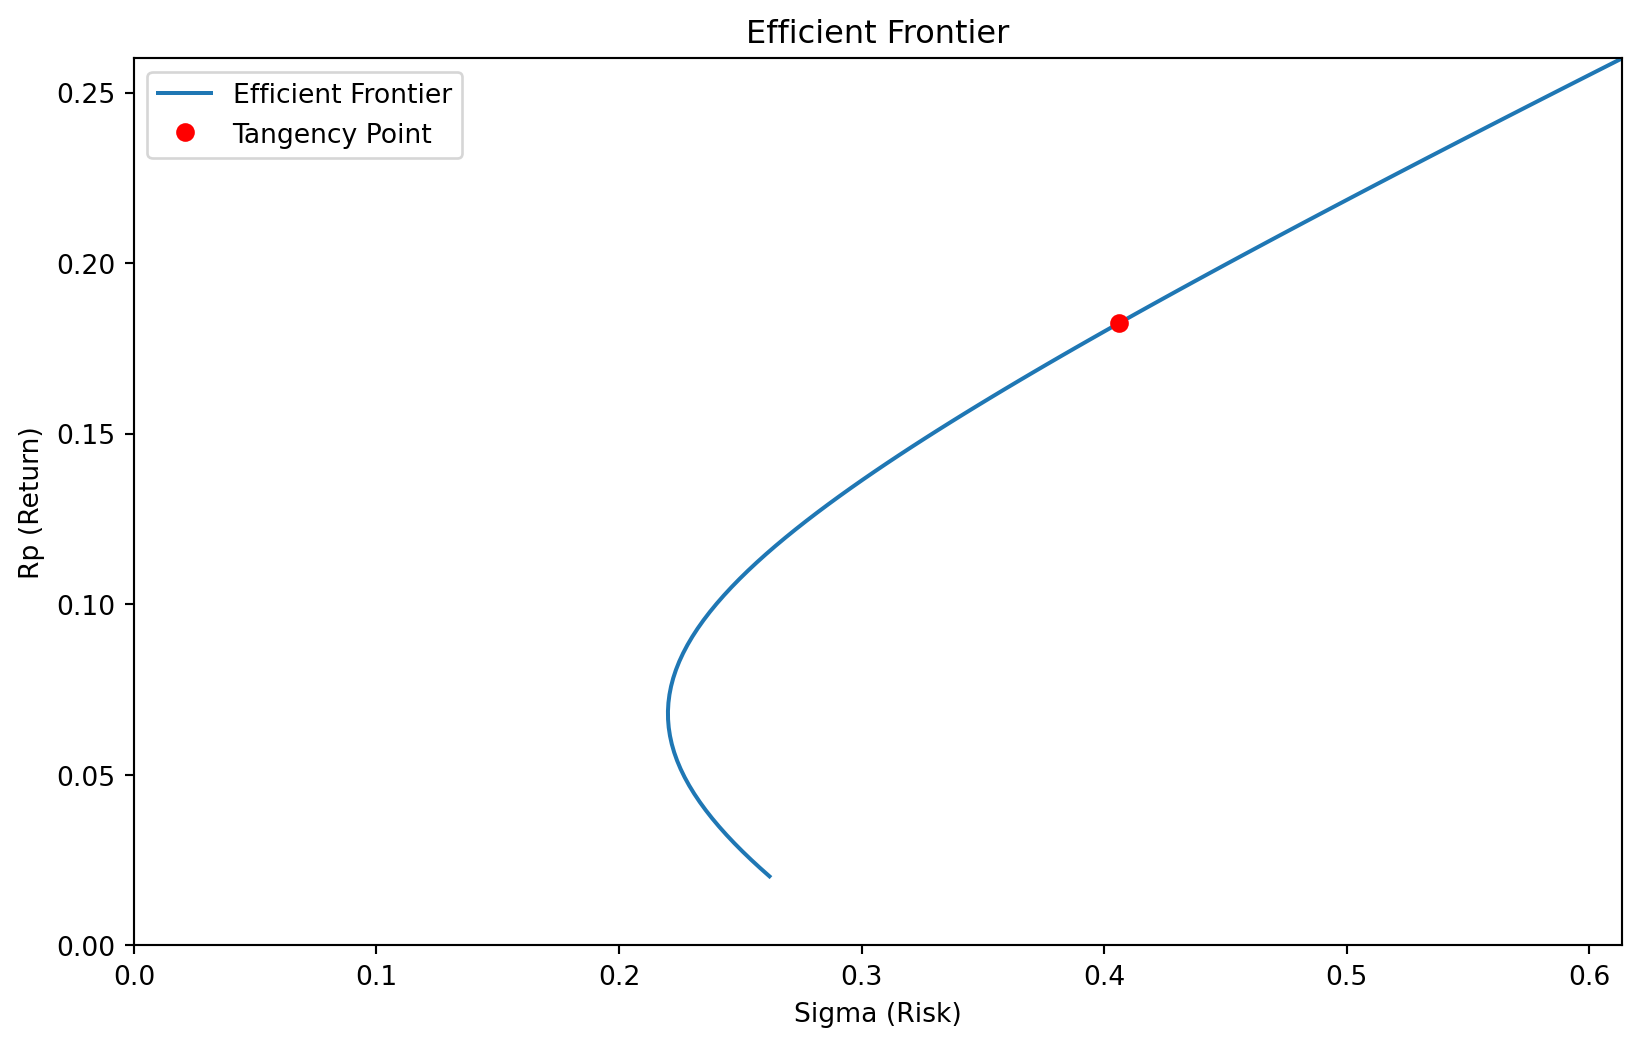 Efficient Frontier
Efficient Frontier
Tangency Point
0.25
0.20
0.15
0.10
0.05
0.00
Rp (Return)
0.0 0.1 0.2 0.3 0.4 0.5 0.6
Sigma (Risk)